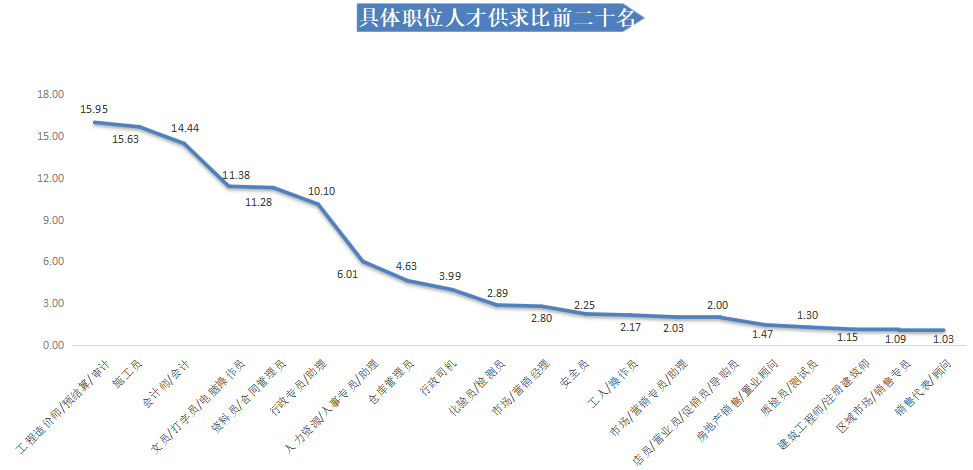 具体职位人才供求比前二十名
18.00
15.00
12.00
9.00
6.00
3.00
0.00
15.95
15.63
14.44
11.38
11.28
10.10
6.01
4.63
3.99
2.89
2.80
2.25
2.17
2.03
2.00
1.47
1.30
1.15
1.09
1.03
工程造价师/预结算/审计
施工员
会计师/会计
文员/打字员/电脑操作员
资料员/合同管理员
行政专员/助理
人力资源/人事专员/助理
仓库管理员
行政司机
化验员/检测员
市场/营销经理
安全员
工人/操作员
市场/营销专员/助理
店员/营业员/促销员/导购员
房地产销售/置业顾问
质检员/测试员
建筑工程师/注册建筑师
区域市场/销售专员
销售代表/顾问